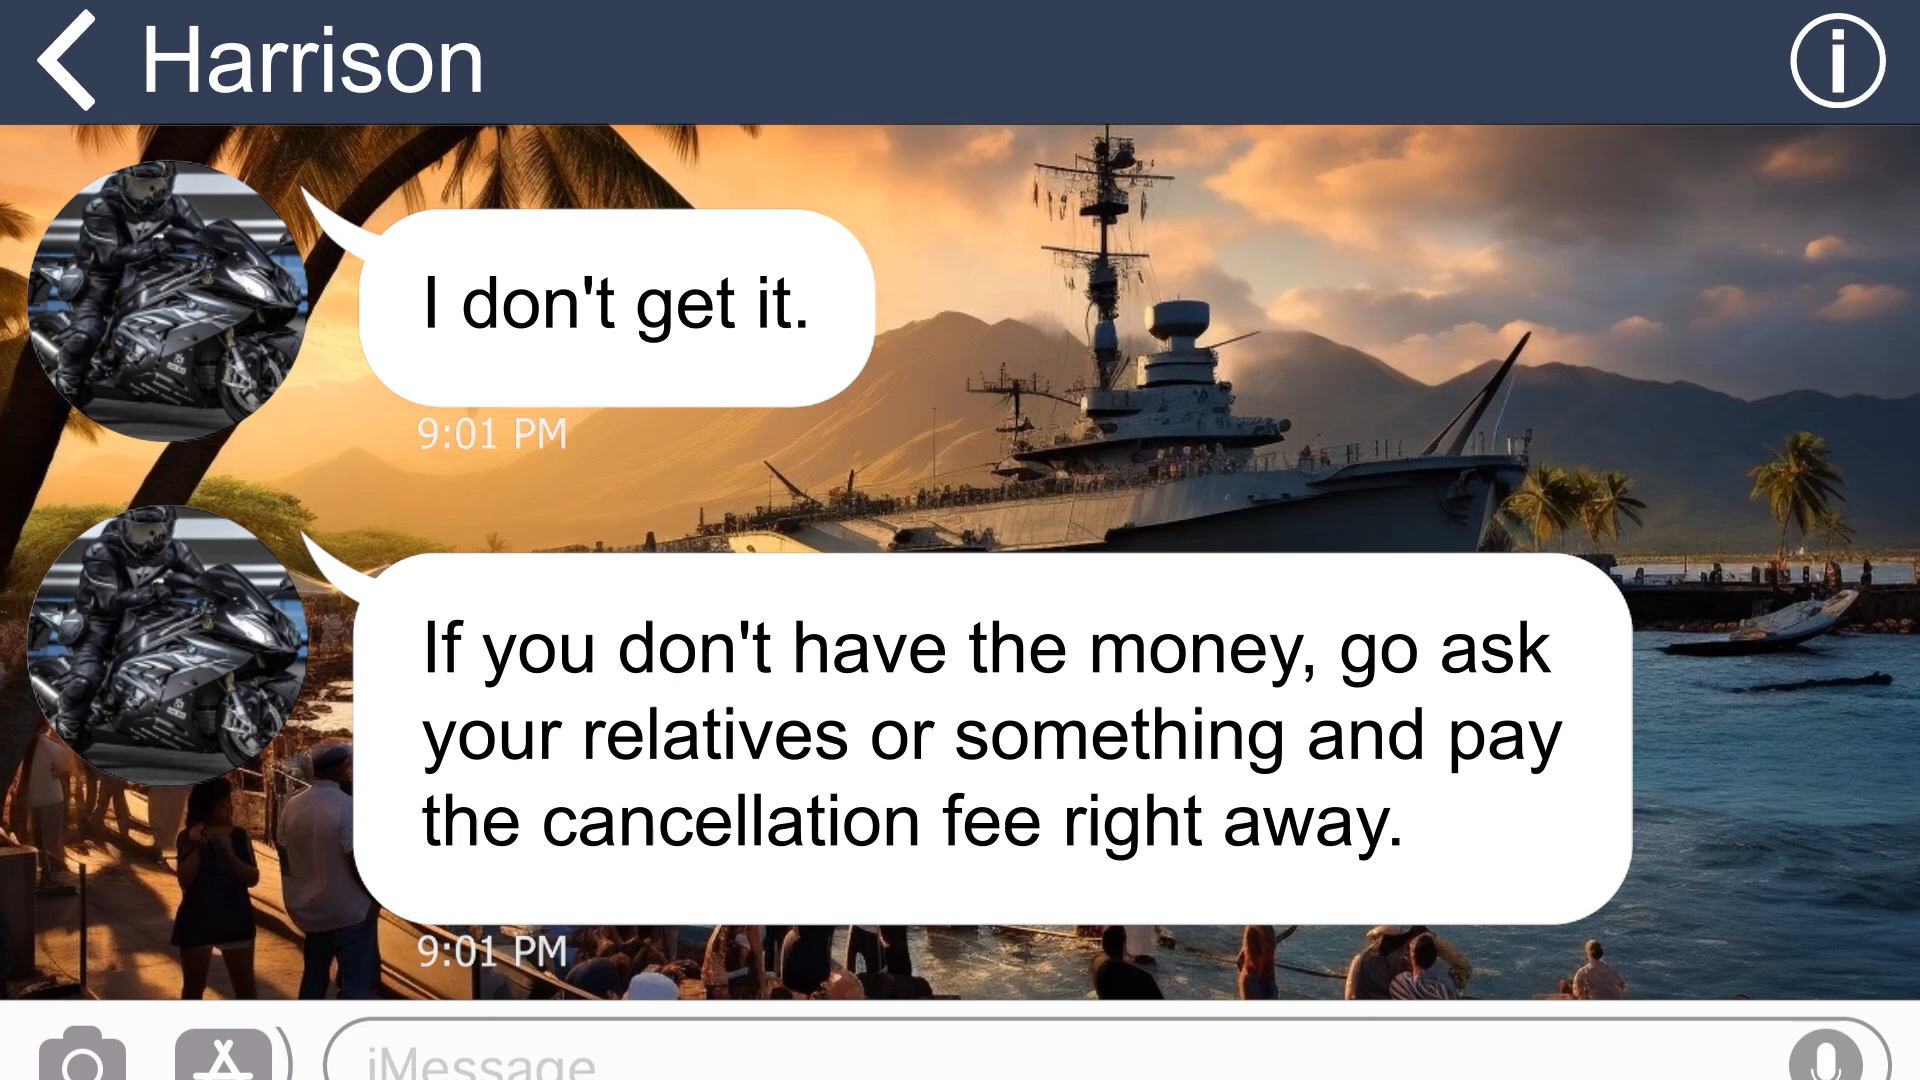 Harrison
I don't get it.
9:01 PM
If you don't have the money, go ask
your relatives or something and pay
the cancellation fee right away.
9:01 PM
iMessage